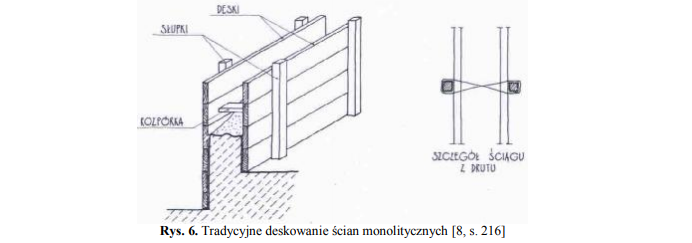 DESKI
SŁUPKI
ROZPÓRKA
SZCZEGÓŁ ŚCIĄGU
Z DRUTU
Rys. 6. Tradycyjne deskowanie ścian monolitycznych [8, s. 216]